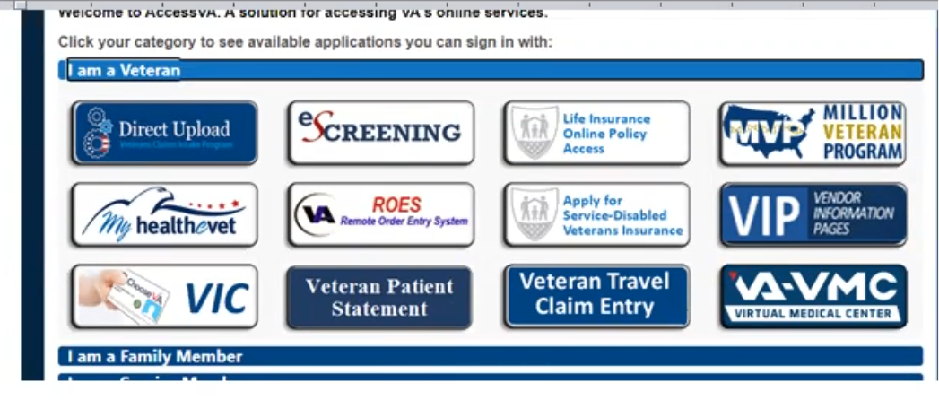 Welcome to AccessVA. A solution for accessing VA's online services.
Click your category to see available applications you can sign in with:
I am a Veteran
Direct Upload
Veterans Claim Intake Program
eSCREENING
Life Insurance
Online Policy
Access
MVP
MILLION
VETERAN
PROGRAM
My healthevet
VA
ROES
Remote Order Entry System
Apply for
Service-Disabled
Veterans Insurance
VIP
VENDOR
INFORMATION
PAGES
ChooseVA
VIC
Veteran Patient
Statement
Veteran Travel
Claim Entry
VA-VMC
VIRTUAL MEDICAL CENTER
I am a Family Member